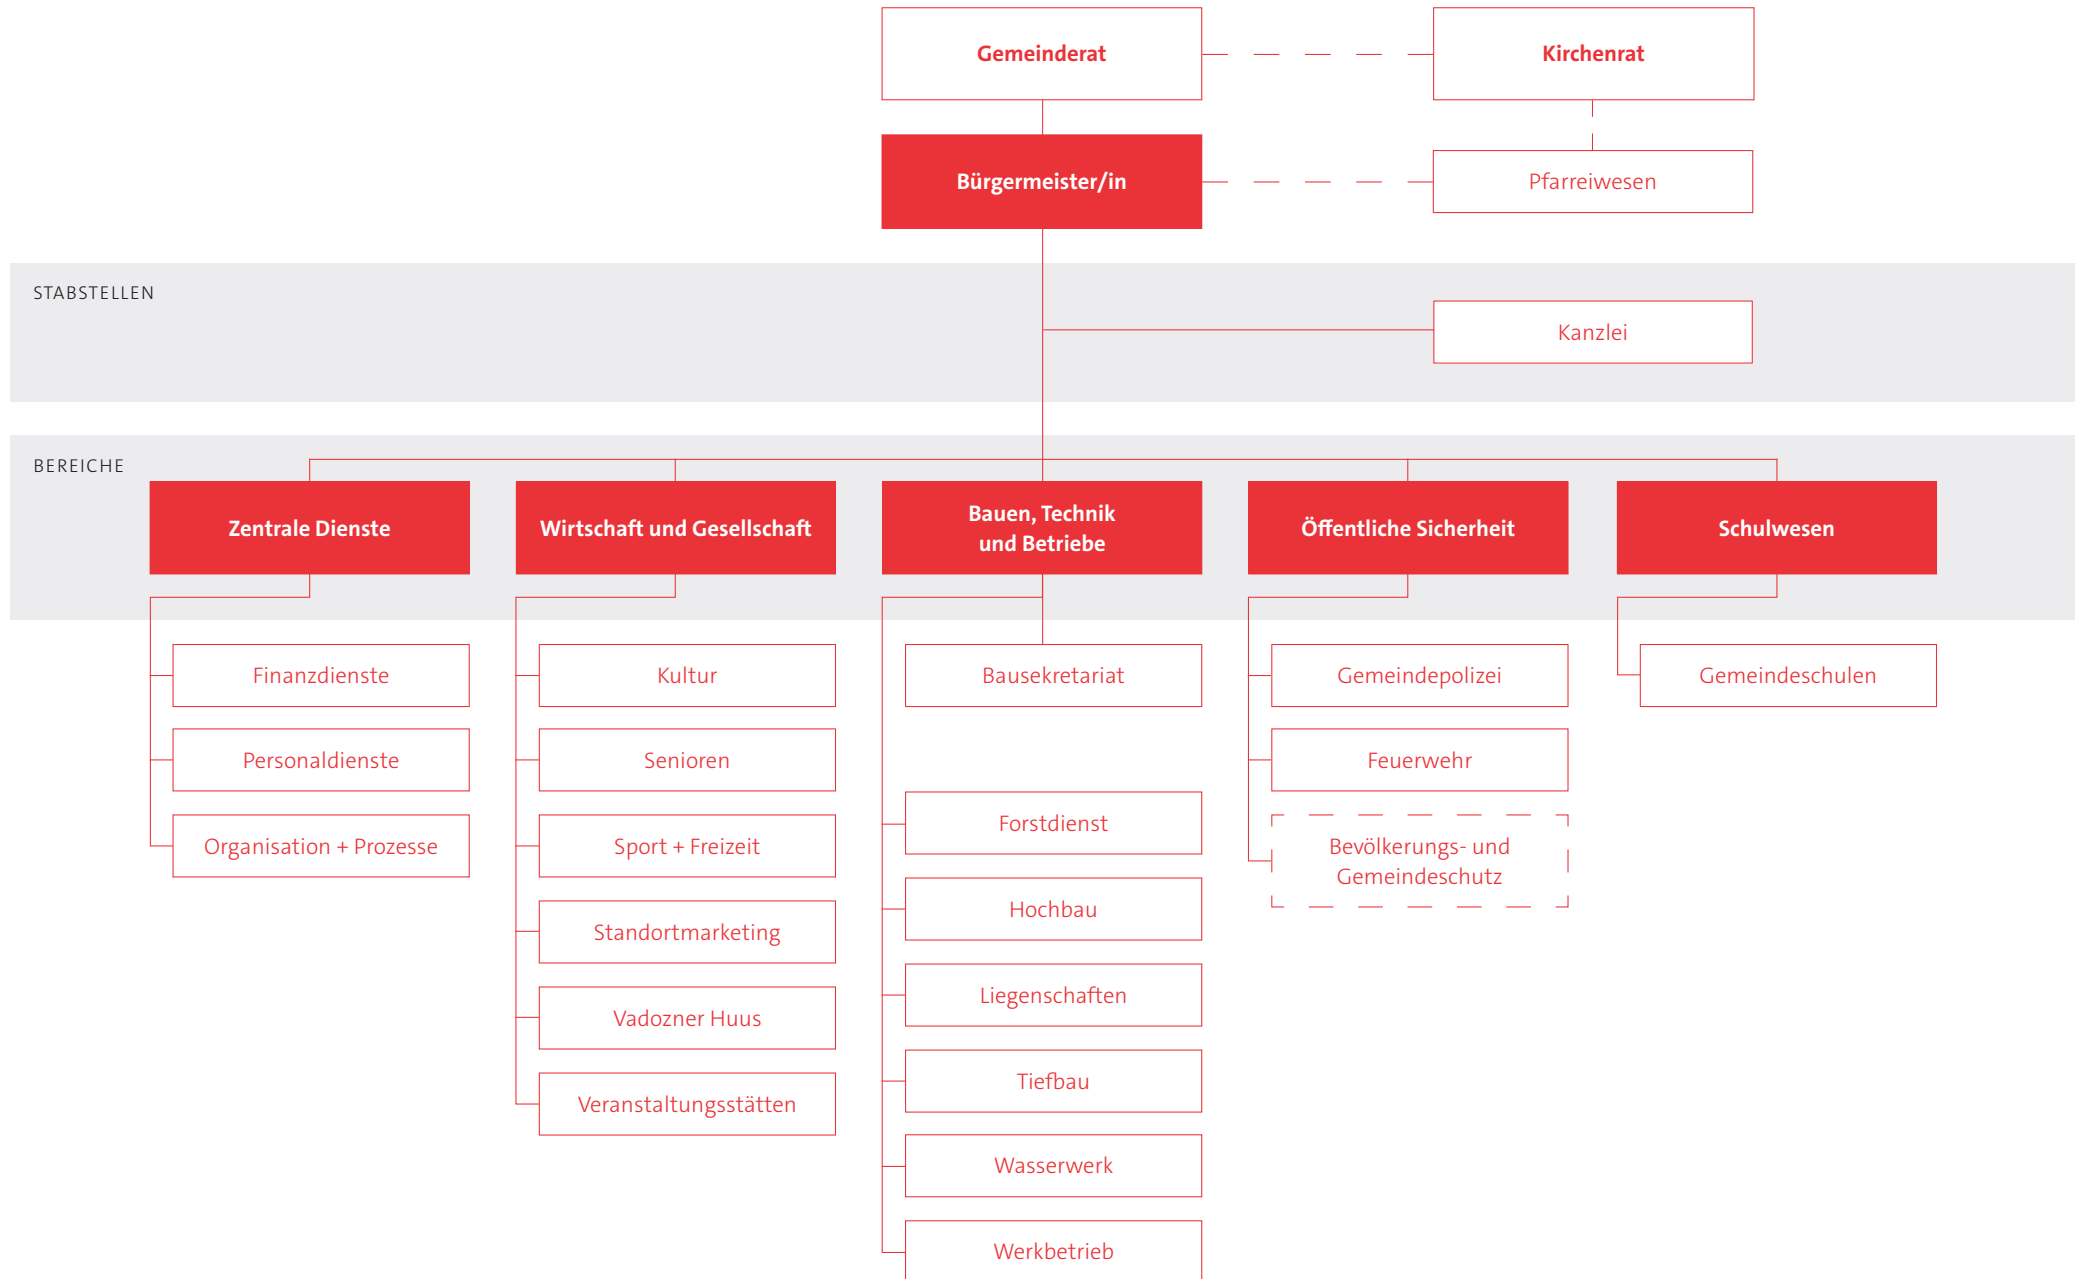 Gemeinderat
Kirchenrat
Bürgermeister/in
Pfarreiwesen
STABSTELLEN
Kanzlei
BEREICHE
Zentrale Dienste
Wirtschaft und Gesellschaft
Bauen, Technik
und Betriebe
Öffentliche Sicherheit
Schulwesen
Finanzdienste
Personaldienste
Organisation + Prozesse
Kultur
Senioren
Sport + Freizeit
Standortmarketing
Vadozner Huus
Veranstaltungsstätten
Bausekretariat
Forstdienst
Hochbau
Liegenschaften
Tiefbau
Wasserwerk
Werkbetrieb
Gemeindepolizei
Feuerwehr
Bevölkerungs- und
Gemeindeschutz
Gemeindeschulen